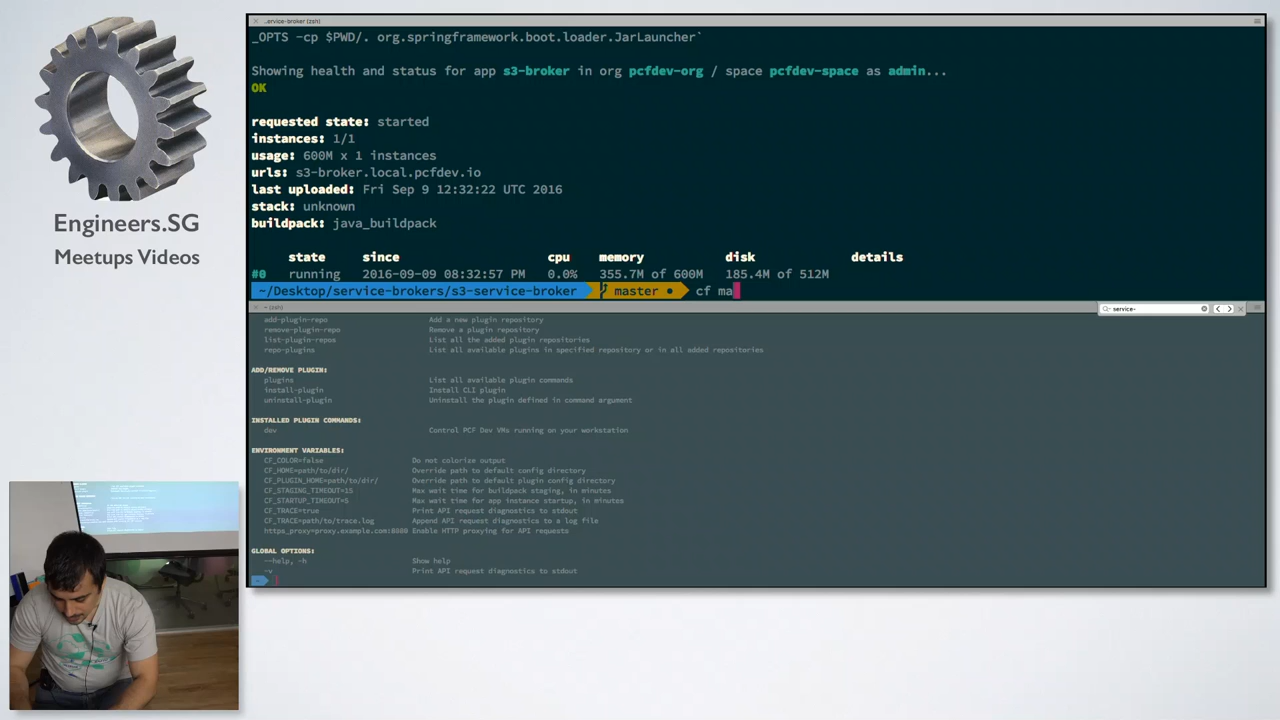 Engineers.SG
Meetups Videos
..ervice-broker (zsh)
_OPTS -cp $PWD/. org.springframework.boot.loader.JarLauncher`
Showing health and status for app s3-broker in org pcfdev-org / space pcfdev-space as admin...
OK
requested state: started
instances: 1/1
usage: 600M x 1 instances
urls: s3-broker.local.pcfdev.io
last uploaded: Fri Sep 9 12:32:22 UTC 2016
stack: unknown
buildpack: java_buildpack
state since cpu memory disk details
#0 running 2016-09-09 08:32:57 PM 0.0% 355.7M of 600M 185.4M of 512M
~/Desktop/service-brokers/s3-service-broker master cf ma
~ (zsh)
service-
add-plugin-repo Add a new plugin repository
remove-plugin-repo Remove a plugin repository
list-plugin-repos List all the added plugin repositories
repo-plugins List all available plugins in specified repository or in all added repositories
ADD/REMOVE PLUGIN:
plugins List all available plugin commands
install-plugin Install CLI plugin
uninstall-plugin Uninstall the plugin defined in command argument
INSTALLED PLUGIN COMMANDS:
dev Control PCF Dev VMs running on your workstation
ENVIRONMENT VARIABLES:
CF_COLOR=false Do not colorize output
CF_HOME=path/to/dir/ Override path to default config directory
CF_PLUGIN_HOME=path/to/dir/ Override path to default plugin config directory
CF_STAGING_TIMEOUT=15 Max wait time for buildpack staging, in minutes
CF_STARTUP_TIMEOUT=5 Max wait time for app instance startup, in minutes
CF_TRACE=true Print API request diagnostics to stdout
CF_TRACE=path/to/trace.log Append API request diagnostics to a log file
https_proxy=proxy.example.com:8080 Enable HTTP proxying for API requests
GLOBAL OPTIONS:
--help, -h Show help
-v Print API request diagnostics to stdout
~